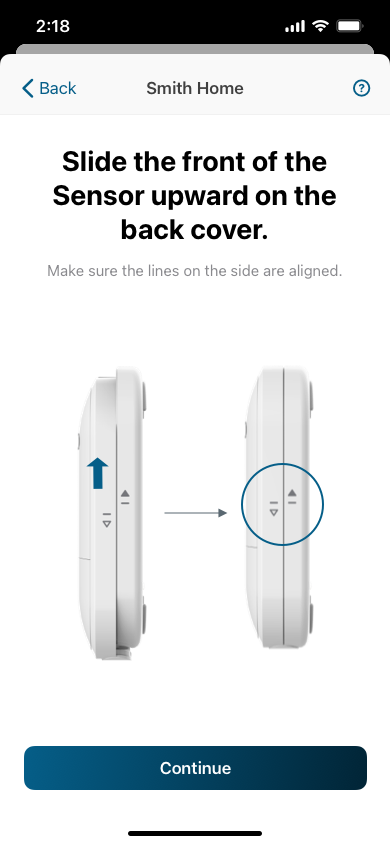 2:18
Back
Smith Home
?
Slide the front of the
Sensor upward on the
back cover.
Make sure the lines on the side are aligned.
Continue